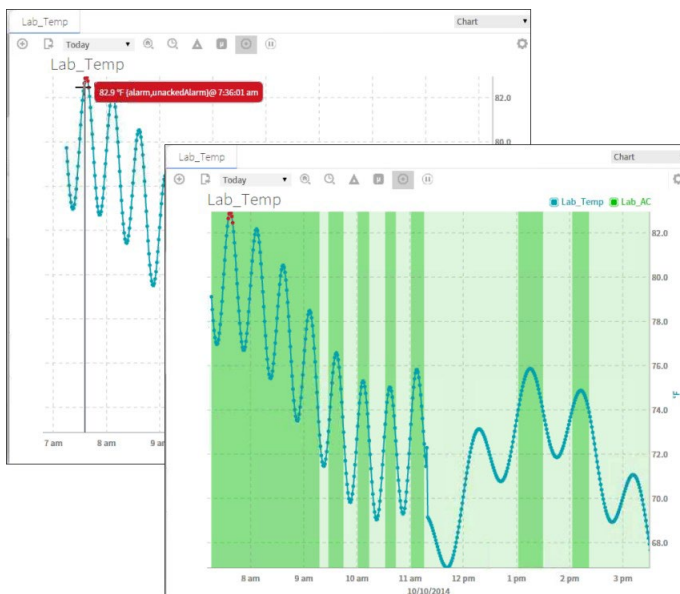 Lab_Temp
Chart
Today
Lab_Temp
82.9 °F {alarm,unackedAlarm}@ 7:36:01 am
82.0
80.0
7 am
8 am
Lab_Temp
Chart
Today
Lab_Temp
Lab_Temp
Lab_AC
82.0
80.0
78.0
76.0
°F
74.0
72.0
70.0
68.0
8 am
9 am
10 am
11 am
12 pm
1 pm
2 pm
3 pm
10/10/2014